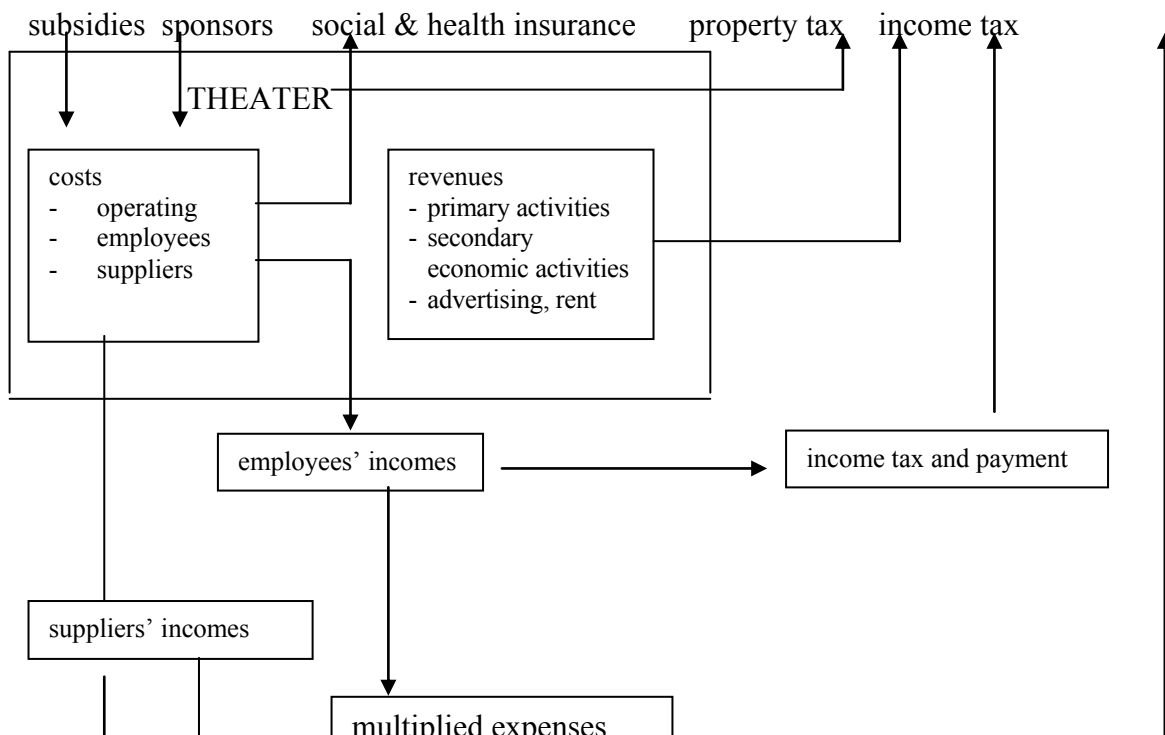 subsidies sponsors social & health insurance property tax income tax
THEATER
costs
- operating
- employees
- suppliers
revenues
- primary activities
- secondary
economic activities
- advertising, rent
employees’ incomes
income tax and payment
suppliers’ incomes
multiplied expenses